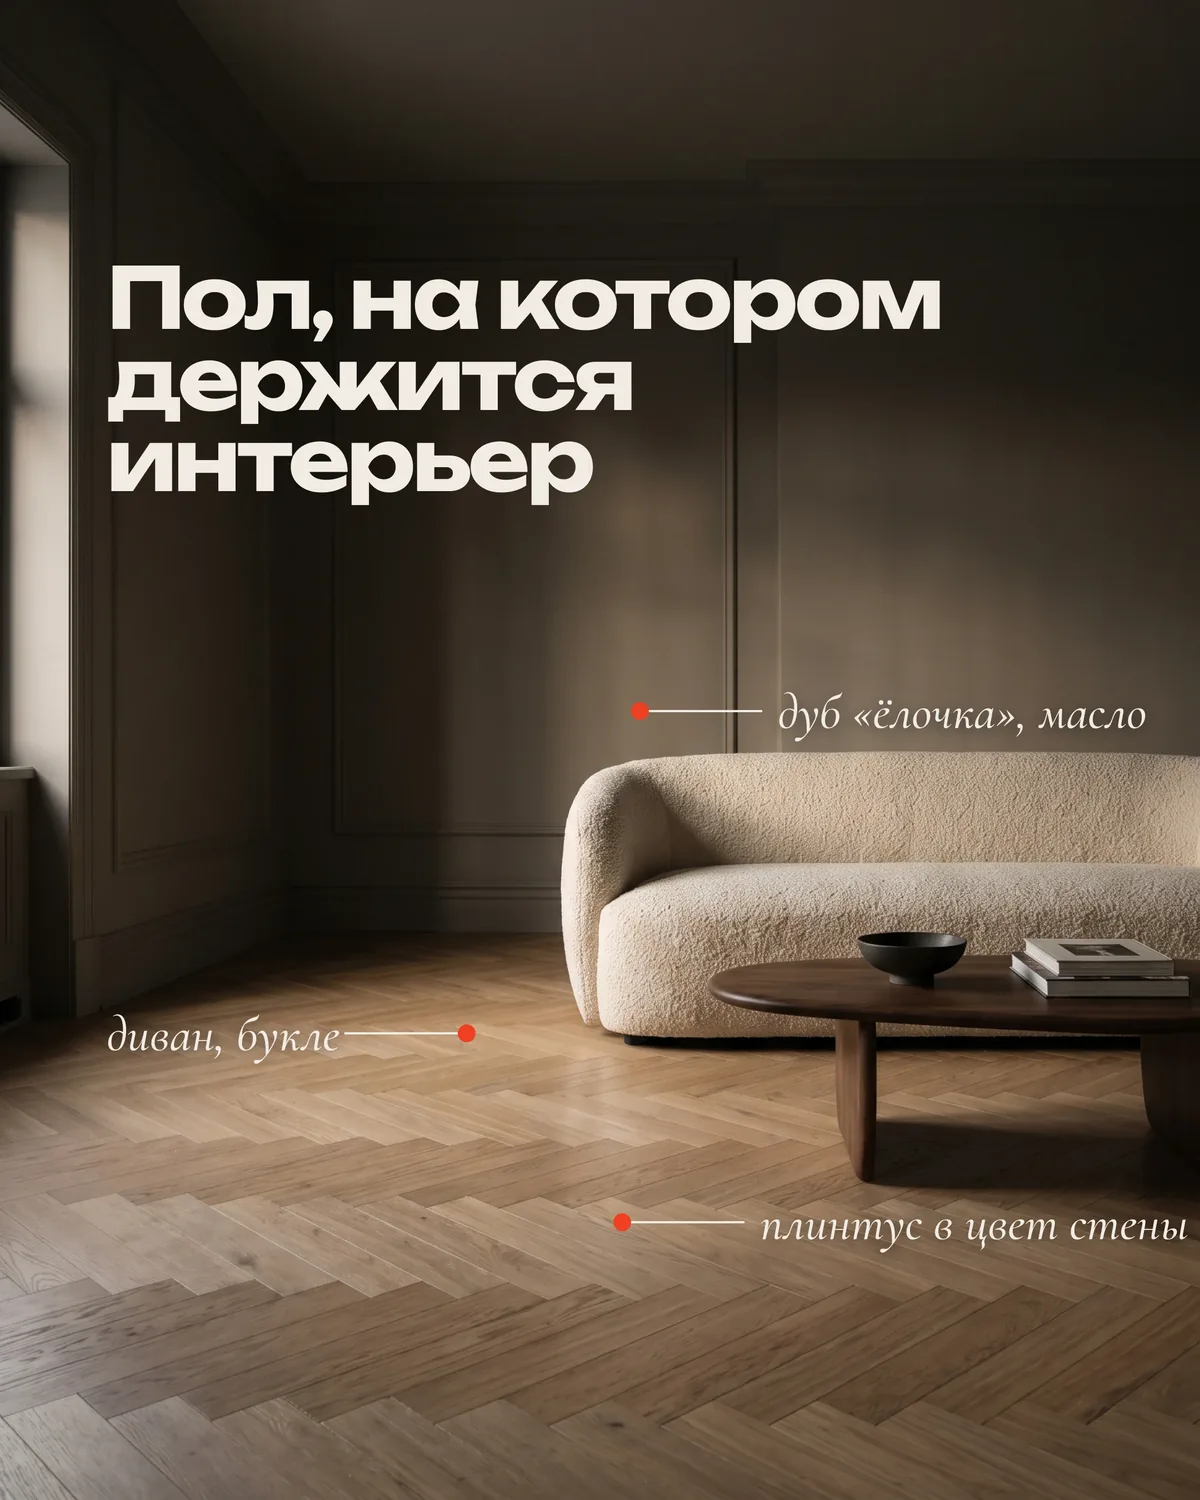 Пол, на котором
держится
интерьер
дуб «ёлочка», масло
диван, букле
плинтус в цвет стены